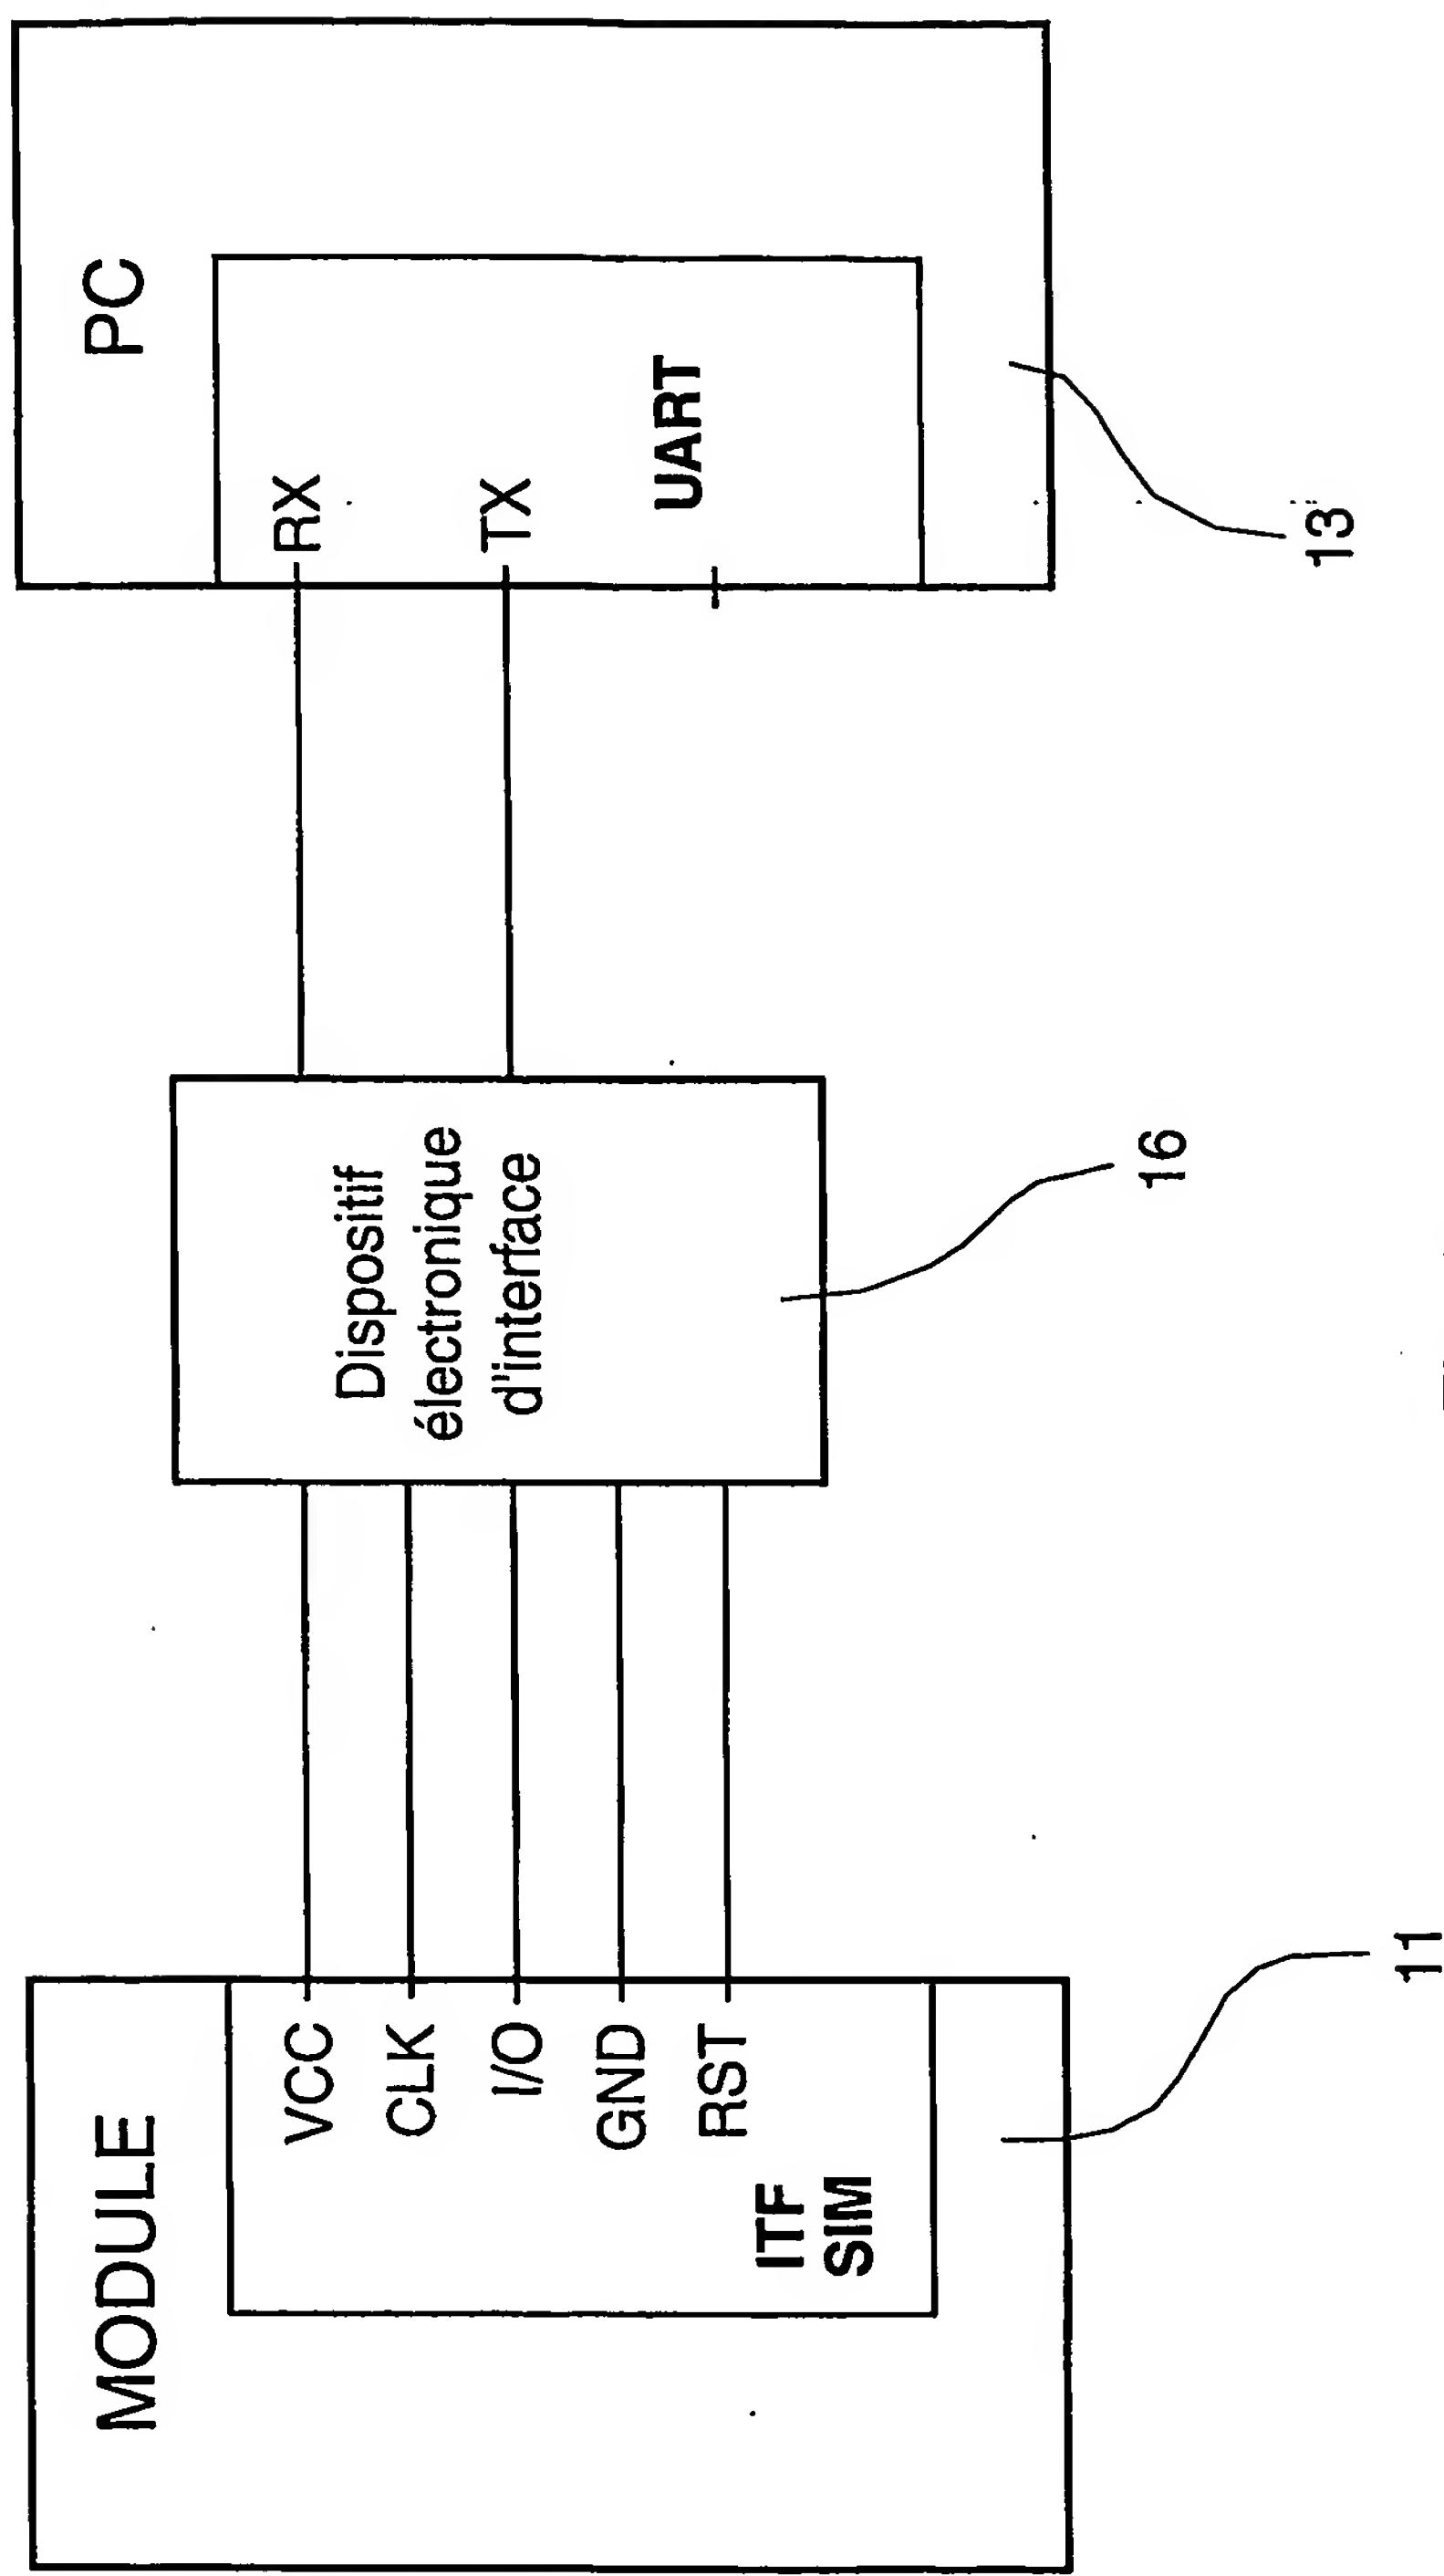 MODULE
VCC
CLK
I/O
GND
RST
ITF
SIM
11
Dispositif
électronique
d'interface
16
PC
RX
TX
UART
13